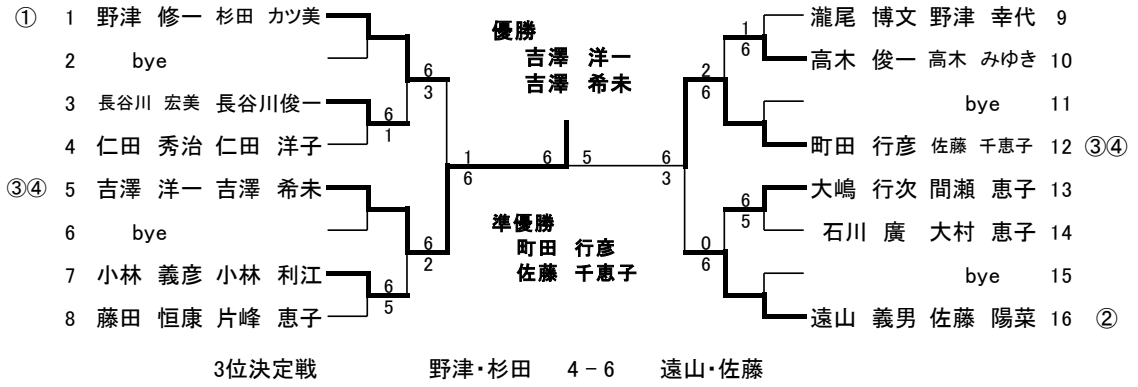 ① 1 野津 修一 杉田 カツ美
2 bye
3 長谷川 宏美 長谷川俊一
4 仁田 秀治 仁田 洋子
③④ 5 吉澤 洋一 吉澤 希未
6 bye
7 小林 義彦 小林 利江
8 藤田 恒康 片峰 恵子
6
3
6
1
6
2
6
5
1
6
優勝
吉澤 洋一
吉澤 希未
6 5
準優勝
町田 行彦
佐藤 千恵子
6
3
2
6
1
6
0
6
6
5
瀧尾 博文 野津 幸代 9
高木 俊一 高木 みゆき 10
bye 11
町田 行彦 佐藤 千恵子 12 ③④
大嶋 行次 間瀬 恵子 13
石川 廣 大村 恵子 14
bye 15
遠山 義男 佐藤 陽菜 16 ②
3位決定戦 野津・杉田 4－6 遠山・佐藤